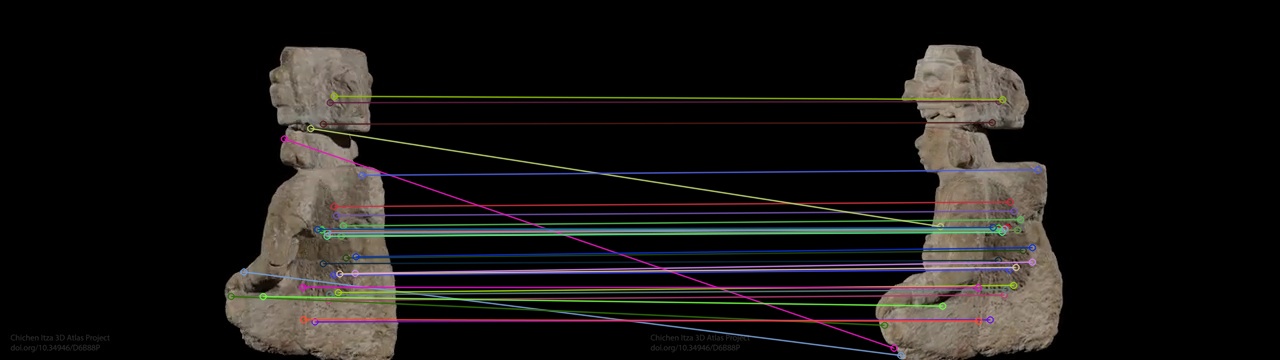 Chichen Itza 3D Atlas Project
doi.org/10.34946/D6B88P
Chichen Itza 3D Atlas Project
doi.org/10.34946/D6B88P